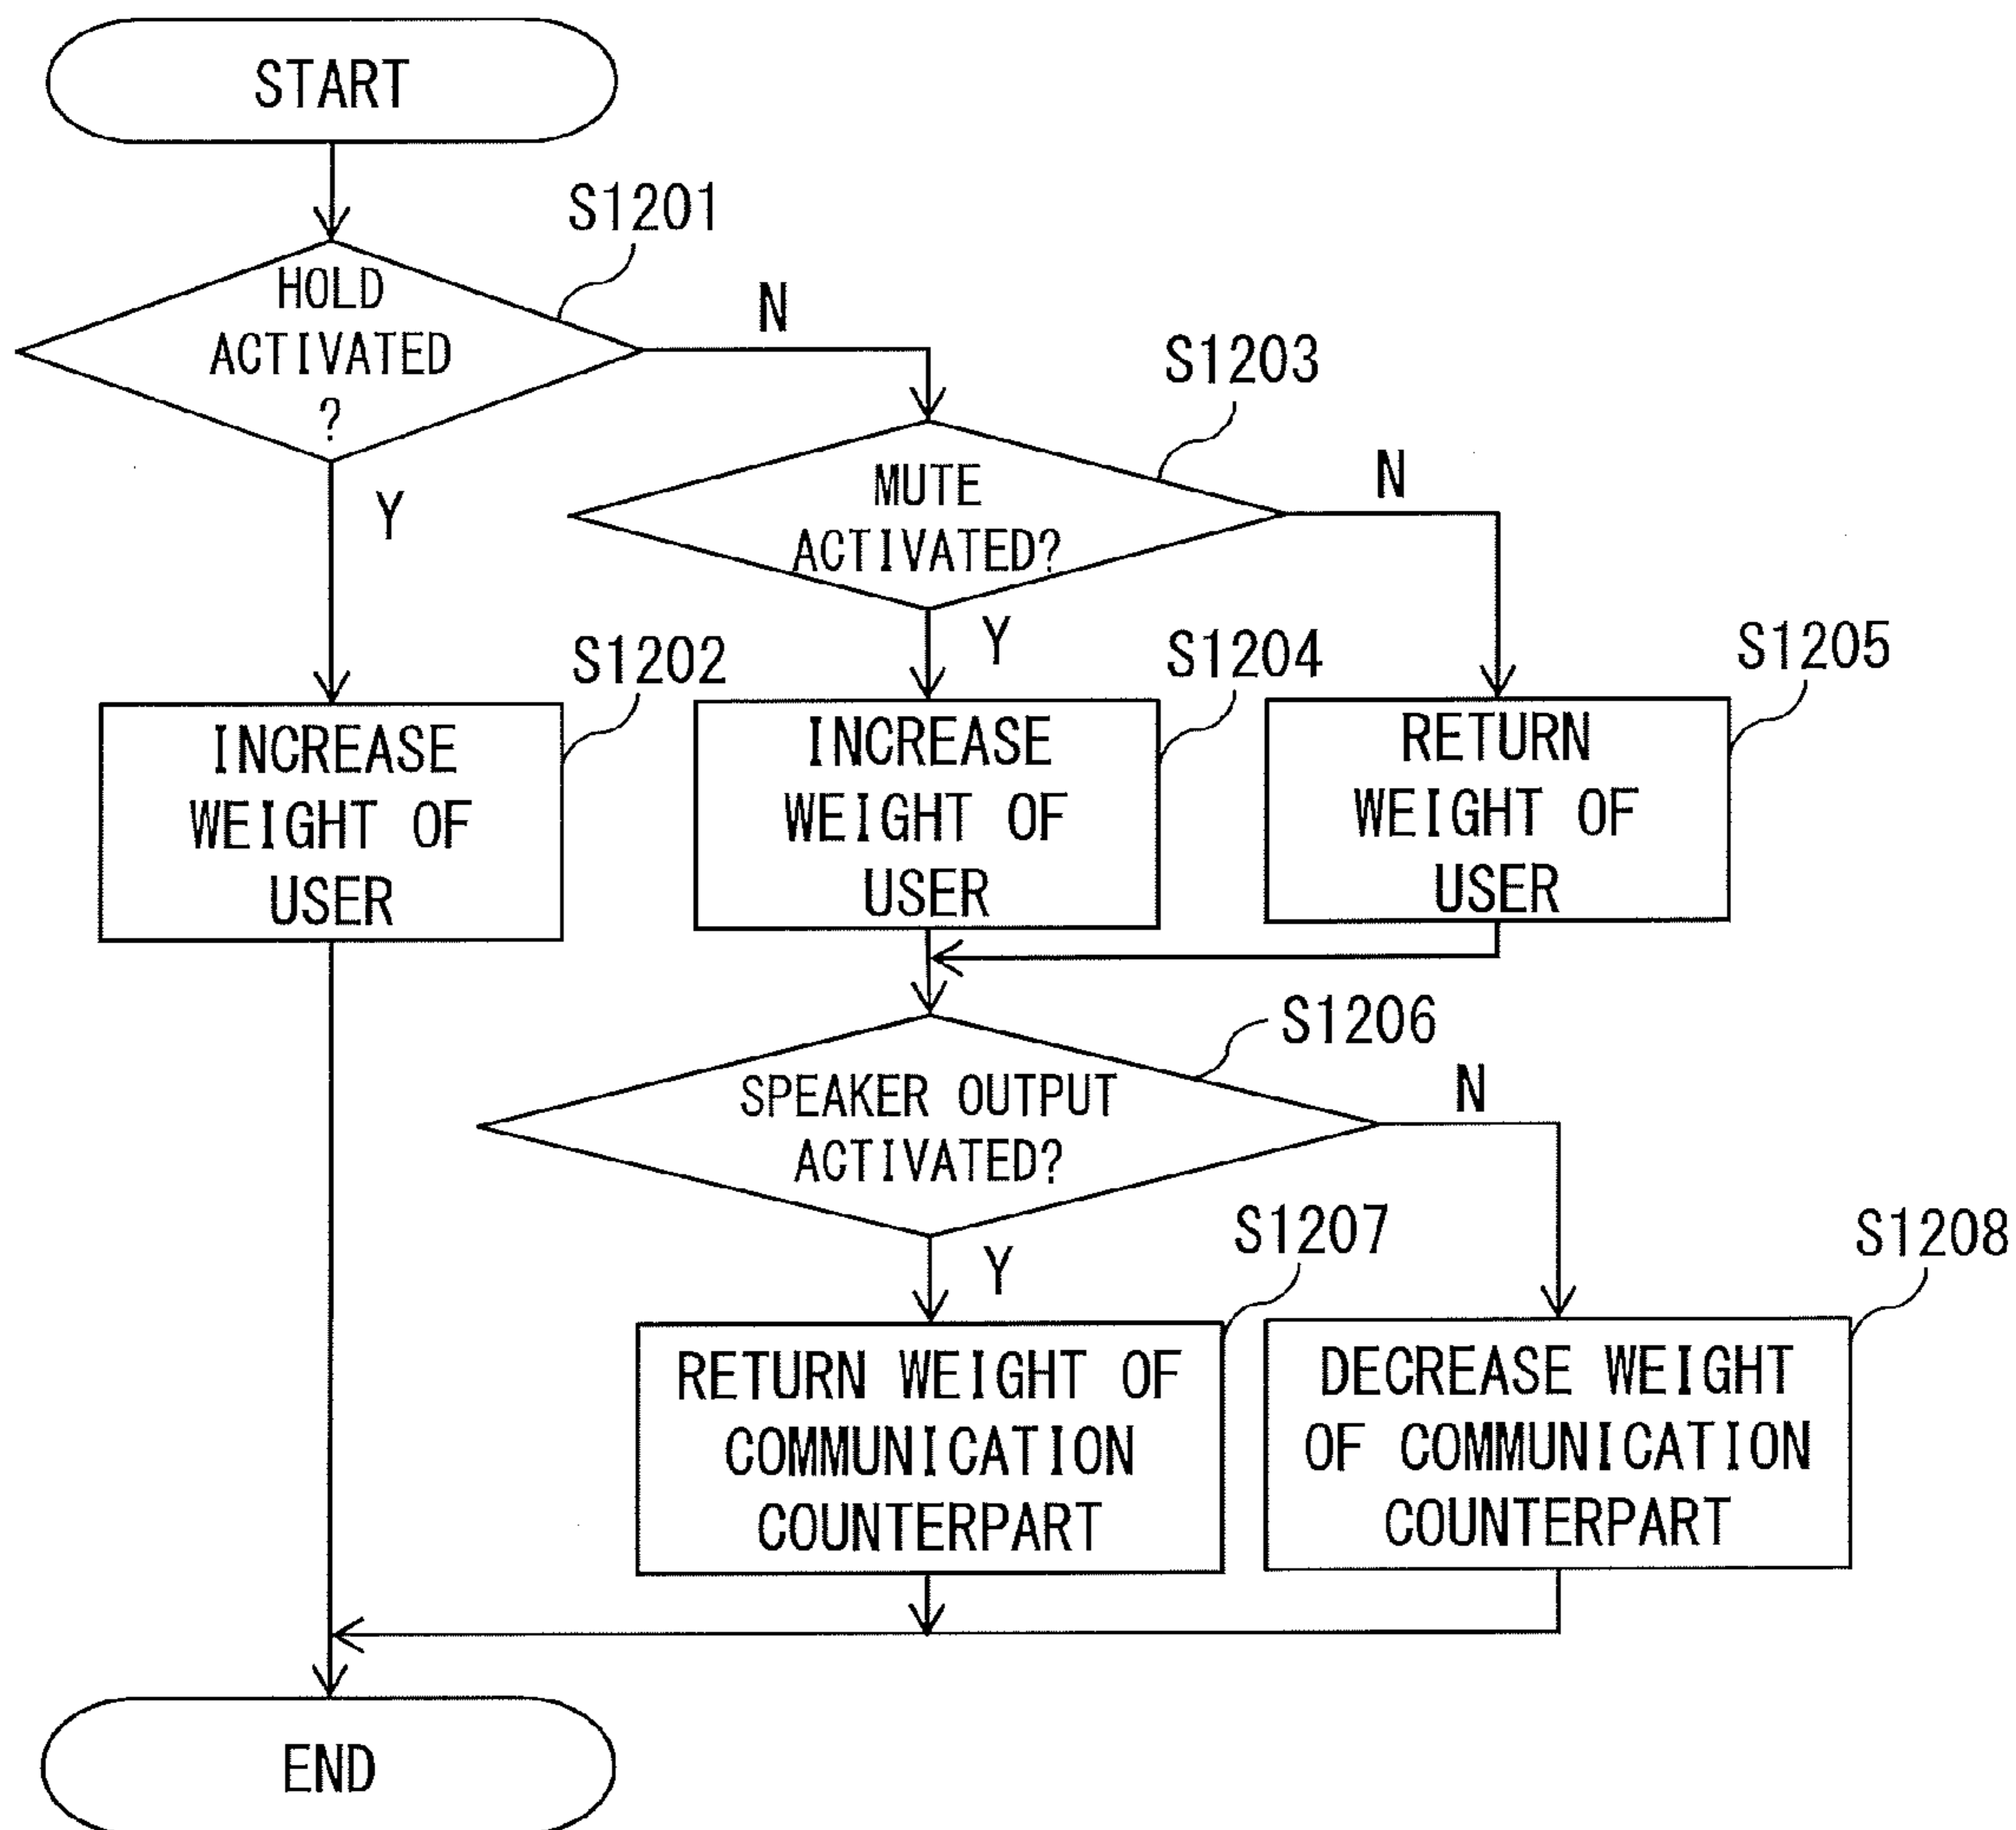 START
S1201
HOLD
ACTIVATED
?
N
Y
S1203
MUTE
ACTIVATED?
N
Y
S1202
INCREASE
WEIGHT OF
USER
S1204
INCREASE
WEIGHT OF
USER
S1205
RETURN
WEIGHT OF
USER
S1206
SPEAKER OUTPUT
ACTIVATED?
N
Y
S1207
RETURN WEIGHT OF
COMMUNICATION
COUNTERPART
S1208
DECREASE WEIGHT
OF COMMUNICATION
COUNTERPART
END